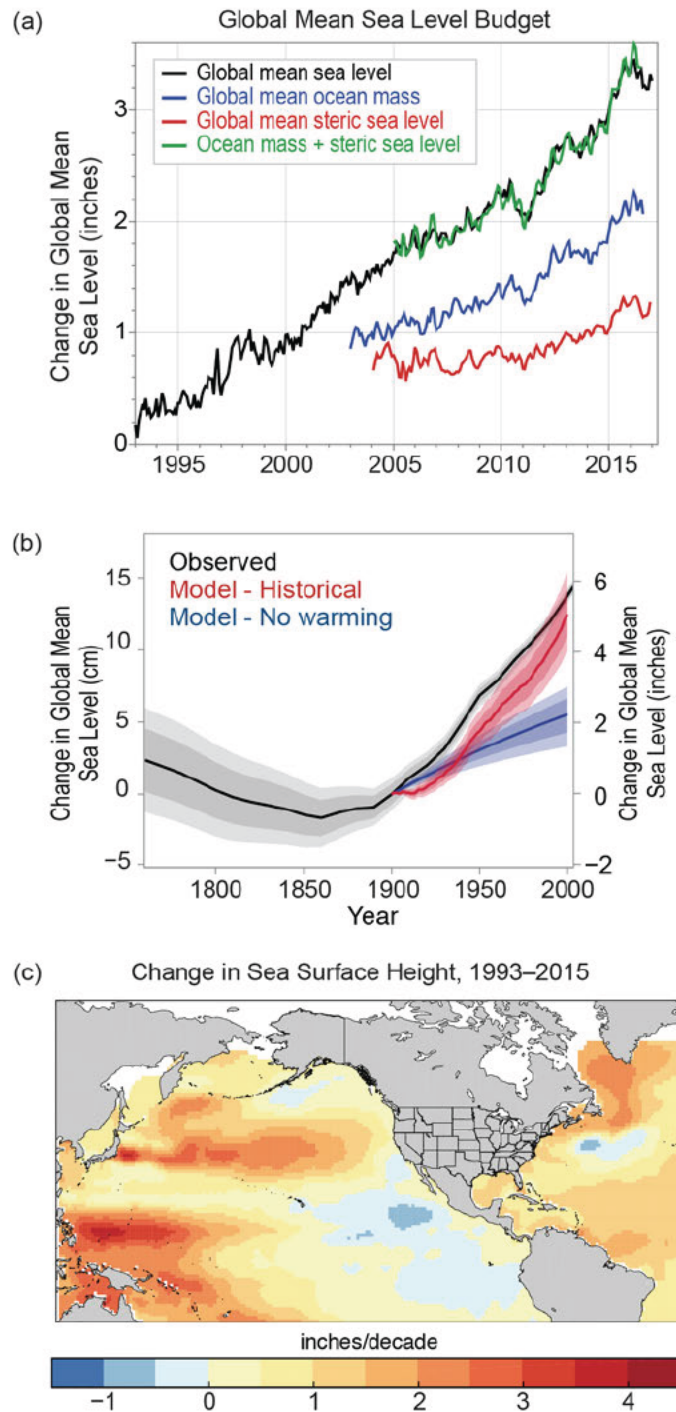 (a) Global Mean Sea Level Budget
Global mean sea level
Global mean ocean mass
Global mean steric sea level
Ocean mass + steric sea level
Change in Global Mean
Sea Level (inches)
3
2
1
0
1995 2000 2005 2010 2015
(b)
Observed
Model - Historical
Model - No warming
Change in Global Mean
Sea Level (cm)
15
10
5
0
−5
Change in Global Mean
Sea Level (inches)
6
4
2
0
−2
1800 1850 1900 1950 2000
Year
(c) Change in Sea Surface Height, 1993–2015
inches/decade
−1 0 1 2 3 4